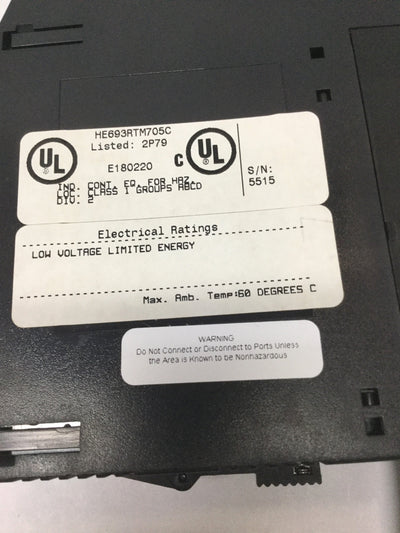 HE693RTM705C
Listed: 2P79
UL
E180220
C UL
S/N:
5515
IND. CONT. EQ. FOR HAZ.
LOC. CLASS I GROUPS ABCD
DIV. 2
Electrical Ratings
LOW VOLTAGE LIMITED ENERGY
Max. Amb. Temp:60 DEGREES C
WARNING
Do Not Connect or Disconnect to Ports Unless
the Area is Known to be Nonhazardous